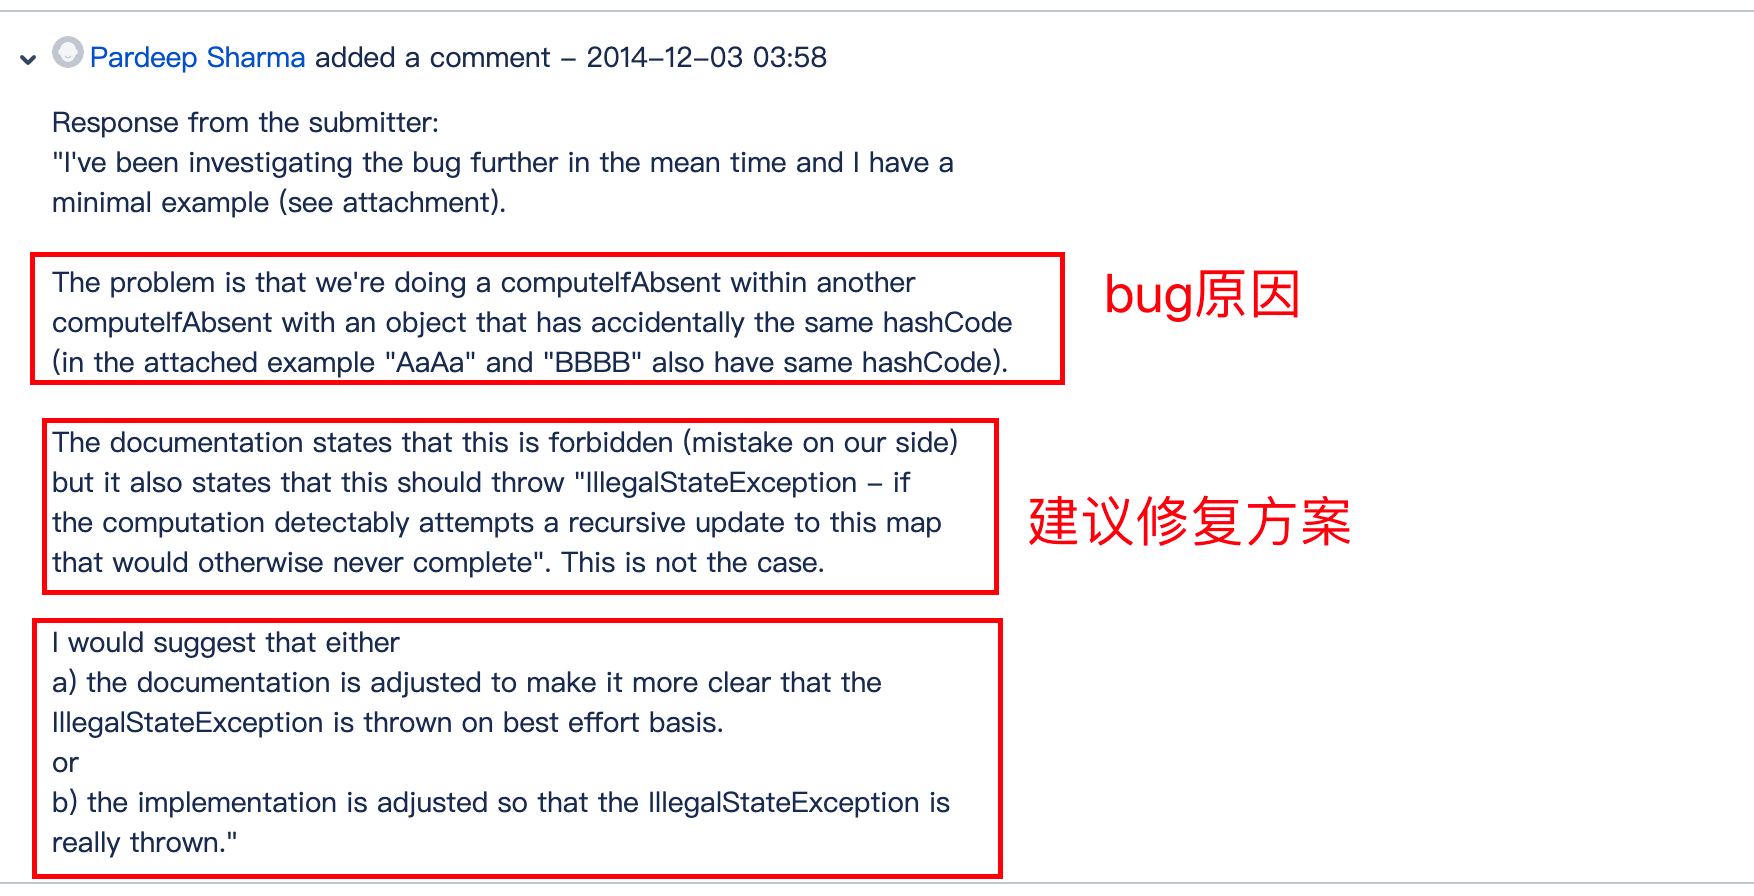 Pardeep Sharma added a comment – 2014–12–03 03:58
Response from the submitter:
"I've been investigating the bug further in the mean time and I have a
minimal example (see attachment).
The problem is that we're doing a computeIfAbsent within another
computeIfAbsent with an object that has accidentally the same hashCode
(in the attached example "AaAa" and "BBBB" also have same hashCode).
bug原因
The documentation states that this is forbidden (mistake on our side)
but it also states that this should throw "IllegalStateException – if
the computation detectably attempts a recursive update to this map
that would otherwise never complete". This is not the case.
建议修复方案
I would suggest that either
a) the documentation is adjusted to make it more clear that the
IllegalStateException is thrown on best effort basis.
or
b) the implementation is adjusted so that the IllegalStateException is
really thrown."